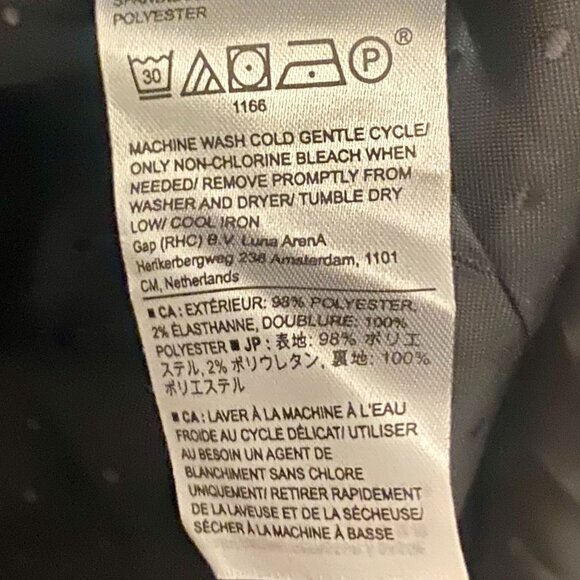 POLYESTER
30
P®
1166
MACHINE WASH COLD GENTLE CYCLE/
ONLY NON-CHLORINE BLEACH WHEN
NEEDED/ REMOVE PROMPTLY FROM
WASHER AND DRYER/ TUMBLE DRY
LOW/ COOL IRON
Gap (RHC) B.V. Luna ArenA
Herikerbergweg 238 Amsterdam, 1101
CM, Netherlands
■ CA: EXTÉRIEUR: 98% POLYESTER,
2% ÉLASTHANNE, DOUBLURE: 100%
POLYESTER ■ JP : 表地: 98% ポリエ
ステル, 2% ポリウレタン, 裏地: 100%
ポリエステル
■ CA : LAVER À LA MACHINE À L'EAU
FROIDE AU CYCLE DÉLICAT/ UTILISER
AU BESOIN UN AGENT DE
BLANCHIMENT SANS CHLORE
UNIQUEMENT/ RETIRER RAPIDEMENT
DE LA LAVEUSE ET DE LA SÉCHEUSE/
SÉCHER À LA MACHINE À BASSE